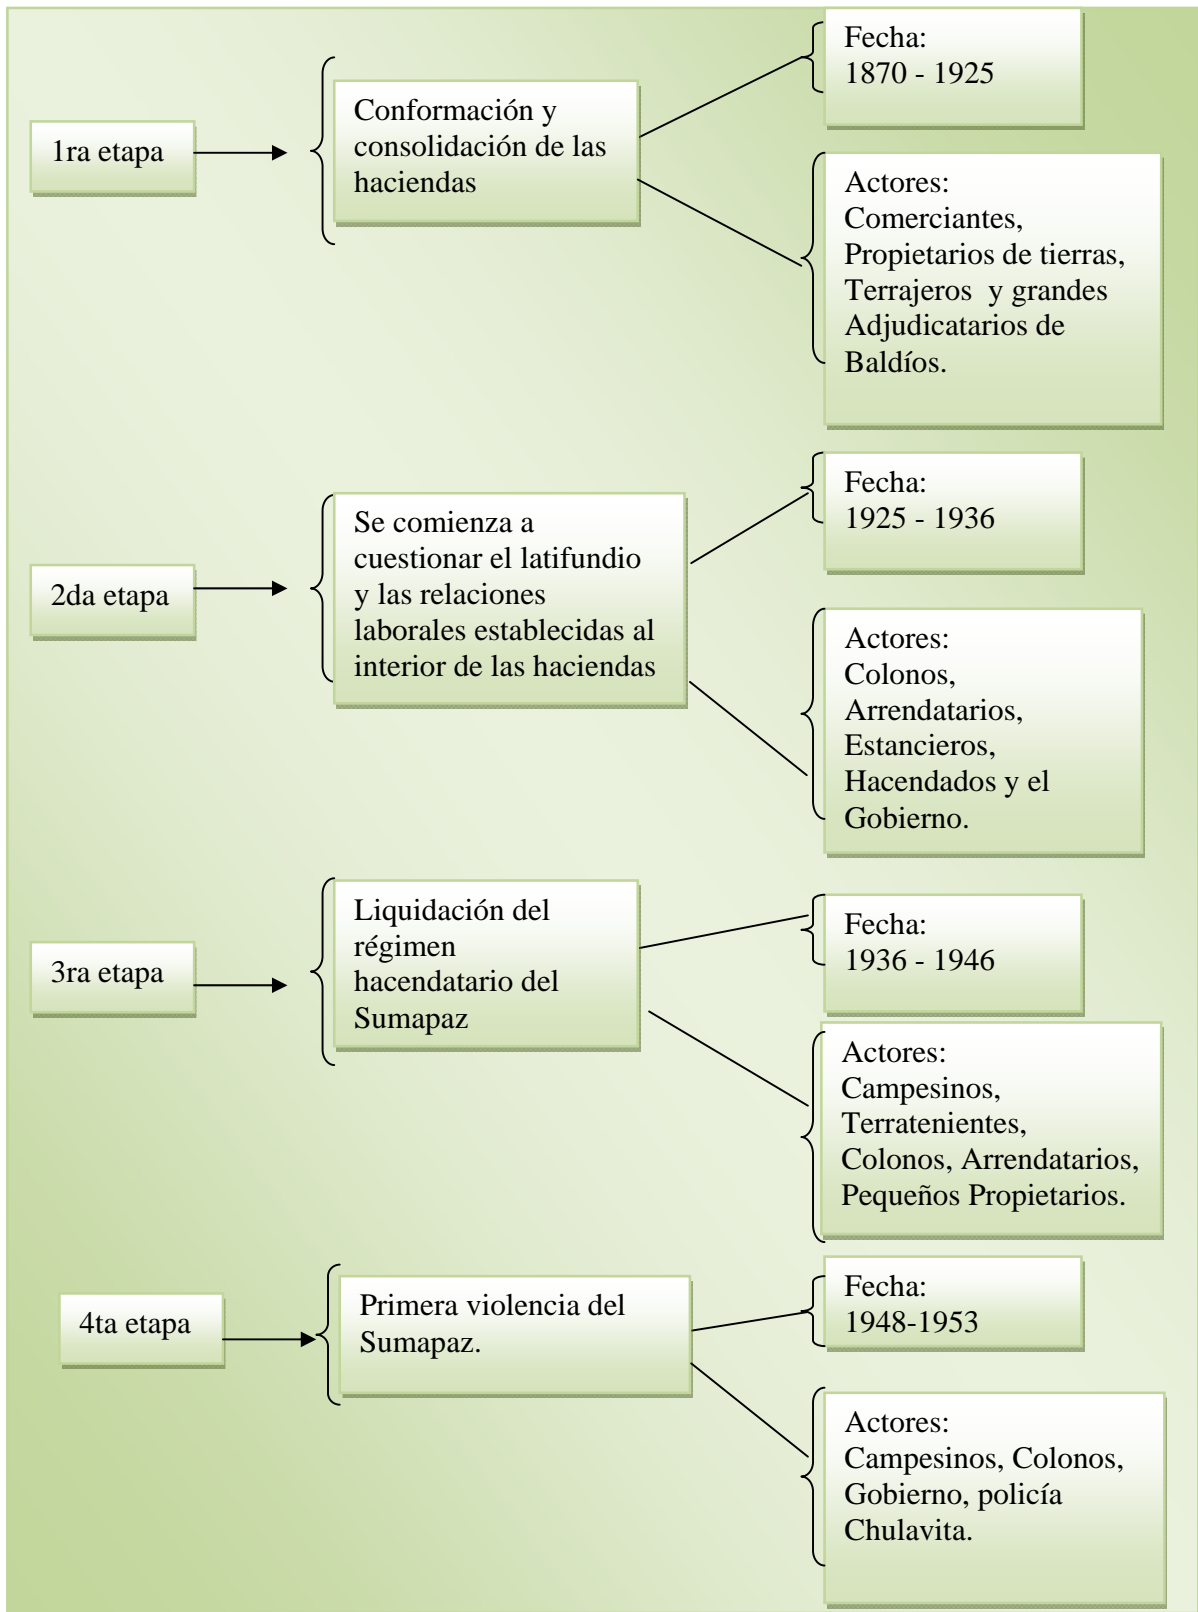 1ra etapa
Conformación y
consolidación de las
haciendas
Fecha:
1870 - 1925
Actores:
Comerciantes,
Propietarios de tierras,
Terrajeros y grandes
Adjudicatarios de
Baldíos.
2da etapa
Se comienza a
cuestionar el latifundio
y las relaciones
laborales establecidas al
interior de las haciendas
Fecha:
1925 - 1936
Actores:
Colonos,
Arrendatarios,
Estancieros,
Hacendados y el
Gobierno.
3ra etapa
Liquidación del
régimen
hacendatario del
Sumapaz
Fecha:
1936 - 1946
Actores:
Campesinos,
Terratenientes,
Colonos, Arrendatarios,
Pequeños Propietarios.
4ta etapa
Primera violencia del
Sumapaz.
Fecha:
1948-1953
Actores:
Campesinos, Colonos,
Gobierno, policía
Chulavita.